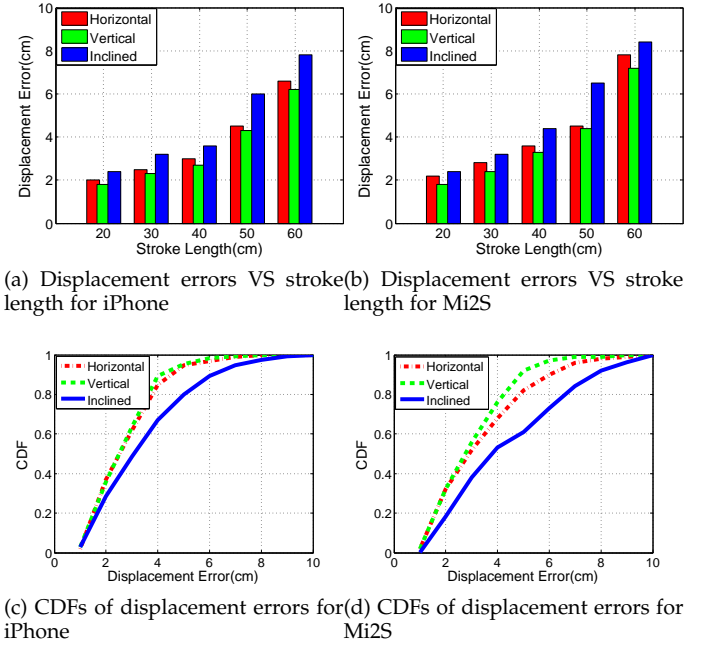 10
8
6
4
2
0
Displacement Error(cm)
Horizontal
Vertical
Inclined
20 30 40 50 60
Stroke Length(cm)
10
8
6
4
2
0
Displacement Error(cm)
Horizontal
Vertical
Inclined
20 30 40 50 60
Stroke Length(cm)
(a) Displacement errors VS stroke
length for iPhone
(b) Displacement errors VS stroke
length for Mi2S
1
0.8
0.6
0.4
0.2
0
CDF
Horizontal
Vertical
Inclined
0 2 4 6 8 10
Displacement Error(cm)
1
0.8
0.6
0.4
0.2
0
CDF
Horizontal
Vertical
Inclined
0 2 4 6 8 10
Displacement Error(cm)
(c) CDFs of displacement errors for
iPhone
(d) CDFs of displacement errors for
Mi2S